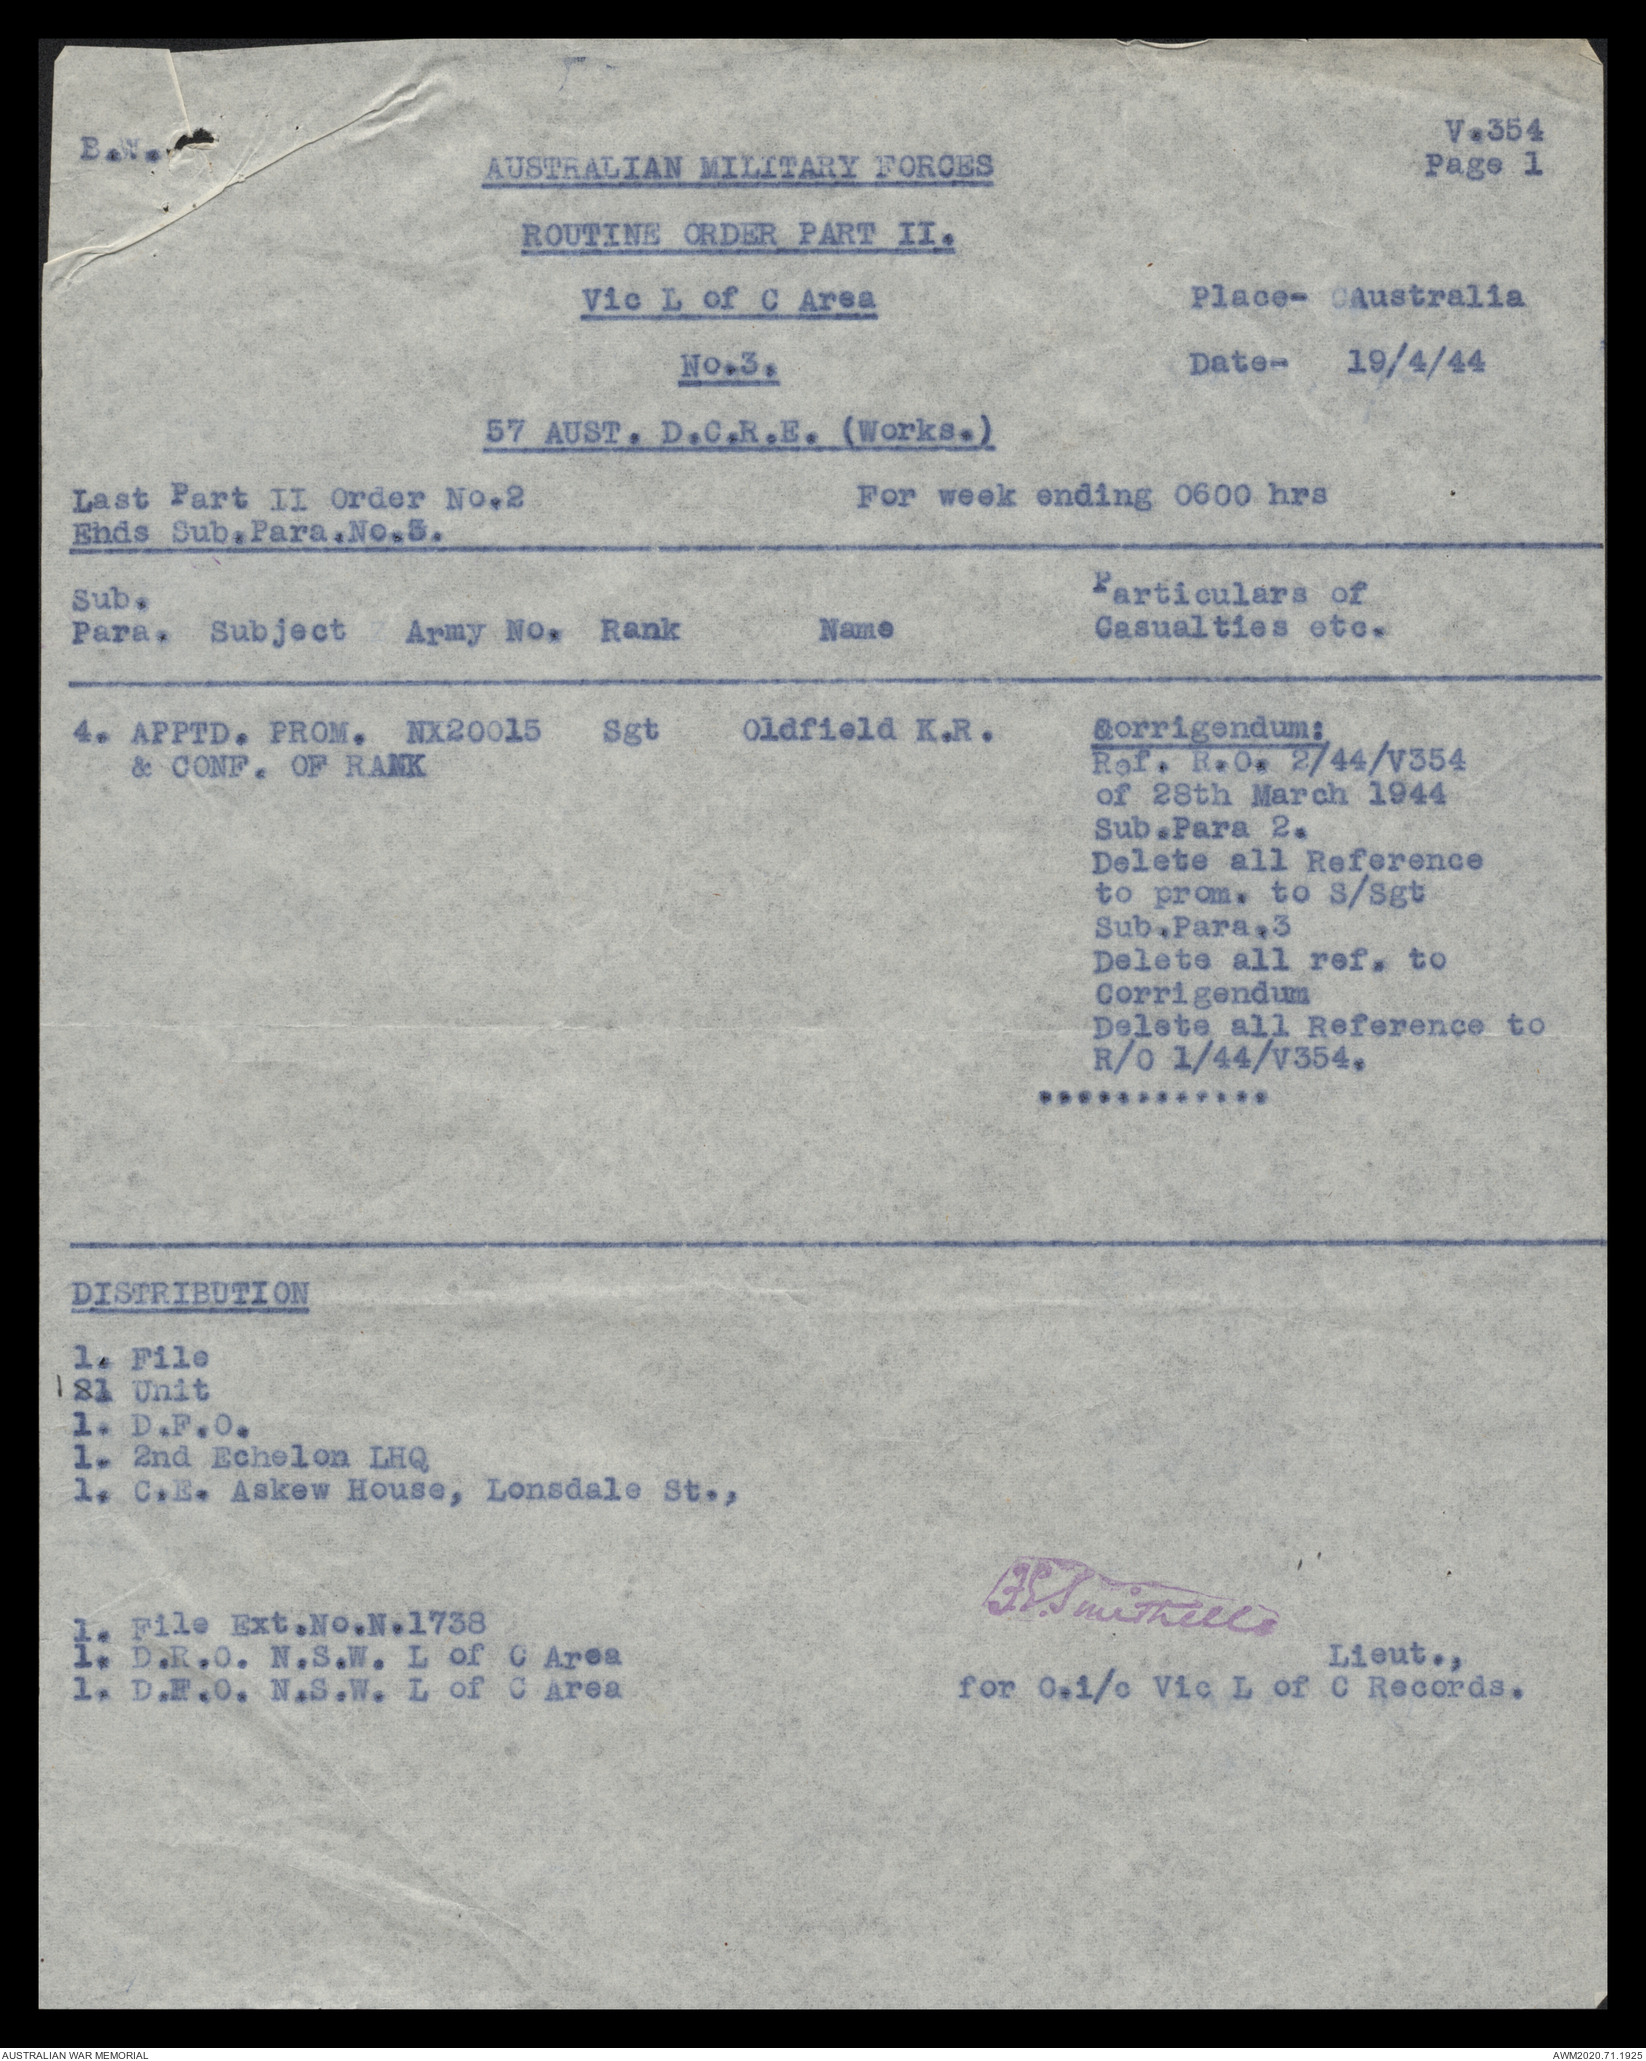 B.W.
V.354
Page 1
AUSTRALIAN MILITARY FORCES
ROUTINE ORDER PART II.
Vic L of C Area
Place- Australia
No.3.
Date- 19/4/44
57 AUST. D.C.R.E. (Works.)
Last Part II Order No.2
For week ending 0600 hrs
Ends Sub.Para.No.3.
Sub.
Para. Subject Army No. Rank Name
Particulars of
Casualties etc.
4. APPTD. PROM. NX20015 Sgt Oldfield K.R.
& CONF. OF RANK
Corrigendum:
Ref. R.O. 2/44/V354
of 28th March 1944
Sub.Para 2.
Delete all Reference
to prom. to S/Sgt
Sub.Para.3
Delete all ref. to
Corrigendum
Delete all Reference to
R/O 1/44/V354.
............
DISTRIBUTION
1. File
1 Unit
1. D.F.O.
1. 2nd Echelon LHQ
1. C.E. Askew House, Lonsdale St.,
1. File Ext.No.N.1738
1. D.R.O. N.S.W. L of C Area
1. D.F.O. N.S.W. L of C Area
Smithells
Lieut.,
for O.i/c Vic L of C Records.
AUSTRALIAN WAR MEMORIAL
AWM2020.71.1925